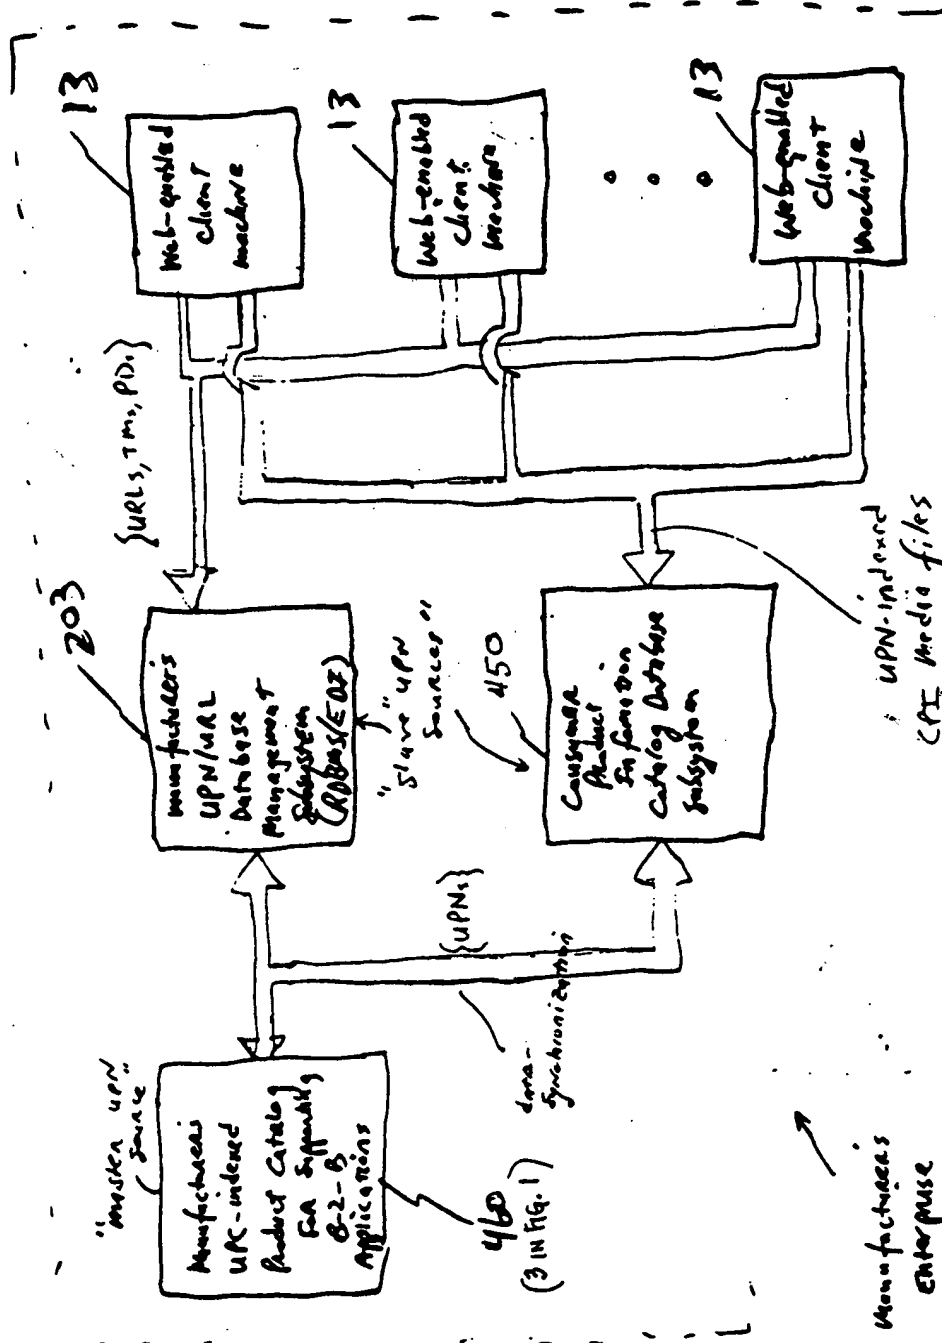 13
Web-enabled
Client
machine
13
Web-enabled
Client
machine
13
Web-enabled
Client
machine
{URLs, TMs, PDs}
203
manufacturer's
UPN/URL
Database
Management
Subsystem
(RDBMS/EDI)
"Slave" UPN
Sources"
450
Consumer
Product
Information
Catalog Database
Subsystem
UPN-indexed
CPI media files
{UPNs}
data-
synchronization
"master UPN
Source"
Manufacturers
UPC-indexed
Product Catalog
For Supporting
B-2-B
Applications
460
(3 IN FIG. 1)
Manufacturers
Enterprise